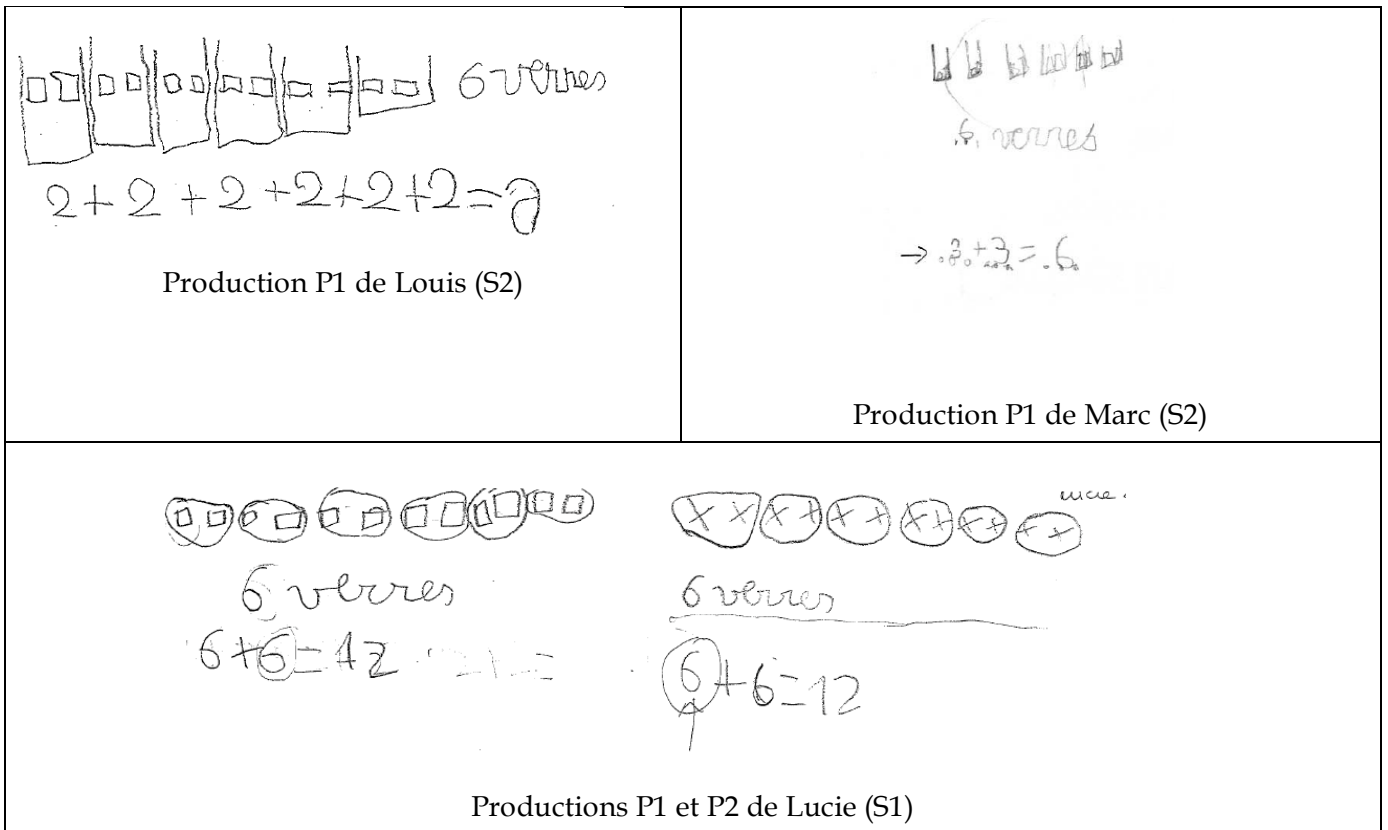 6 verres
2+2+2+2+2+2=2
Production P1 de Louis (S2)
.6. verres
→ .3.+3=.6.
Production P1 de Marc (S2)
lucie.
6 verres
6+6=12
6 verres
6+6=12
Productions P1 et P2 de Lucie (S1)